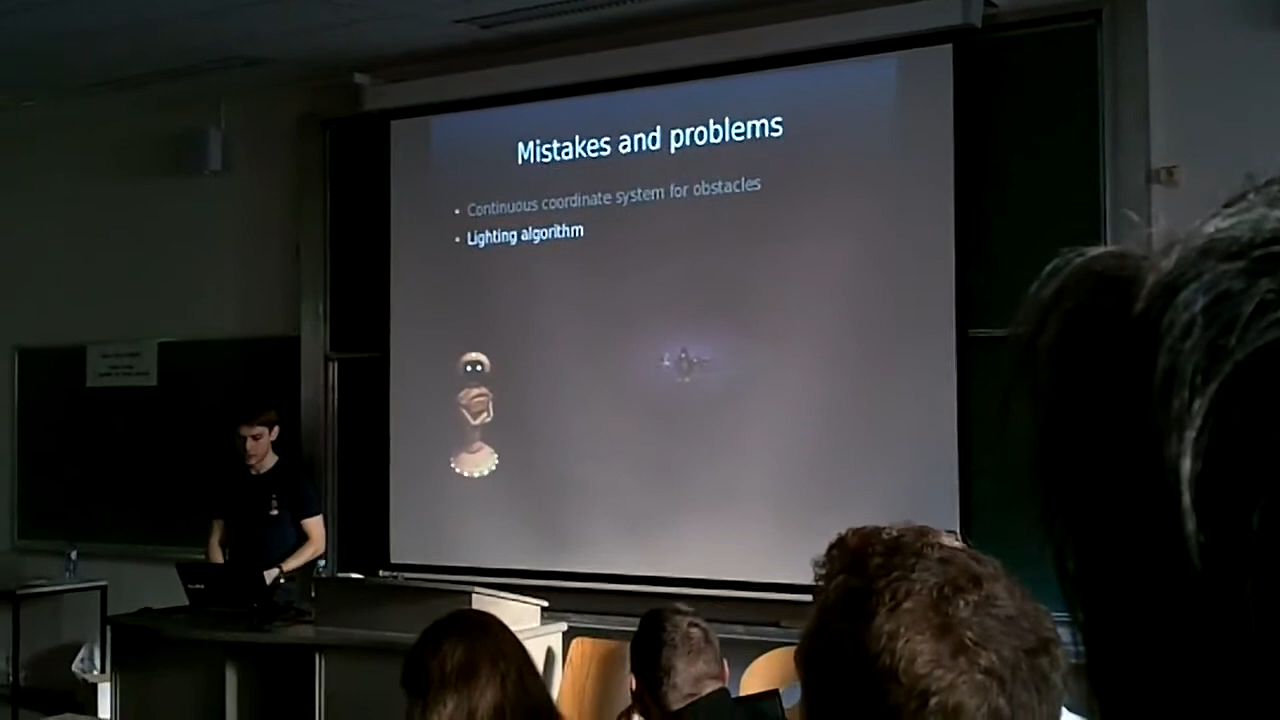 Mistakes and problems
Continuous coordinate system for obstacles
Lighting algorithm